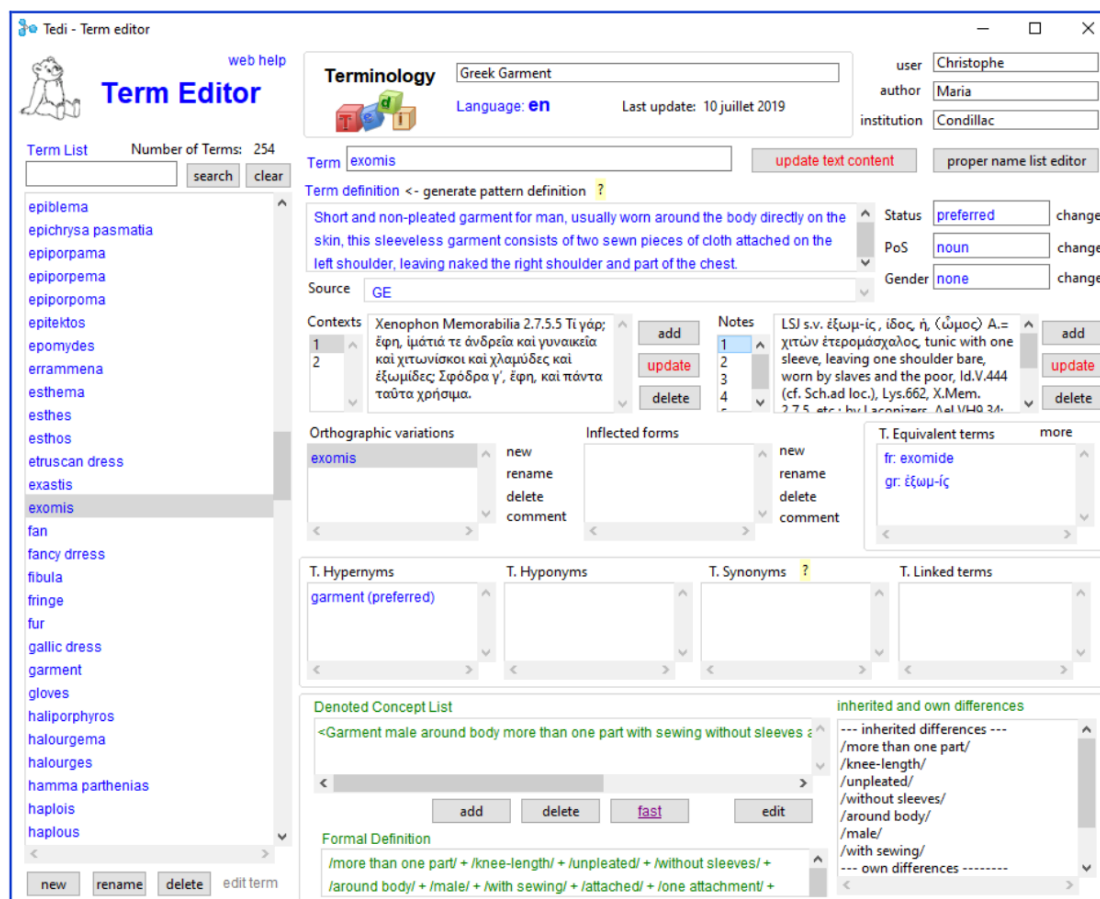 Tedi - Term editor
web help
Term Editor
Terminology
Greek Garment
Language: en
Last update: 10 juillet 2019
user
Christophe
author
Maria
institution
Condillac
Term List
Number of Terms: 254
search
clear
Term
exomis
update text content
proper name list editor
Term definition <- generate pattern definition ?
Short and non-pleated garment for man, usually worn around the body directly on the
skin, this sleeveless garment consists of two sewn pieces of cloth attached on the
left shoulder, leaving naked the right shoulder and part of the chest.
Status
preferred
change
PoS
noun
change
Gender
none
change
Source
GE
epiblema
epichrysa pasmatia
epiporpama
epiporpema
epiporpoma
epitektos
epomydes
errammena
esthema
esthes
esthos
etruscan dress
exastis
exomis
fan
fancy drress
fibula
fringe
fur
gallic dress
garment
gloves
haliporphyros
halourgema
halourges
hamma parthenias
haplois
haplous
new
rename
delete
edit term
Contexts
1
2
Xenophon Memorabilia 2.7.5.5 Τί γάρ;
ἔφη, ἱμάτιά τε ἀνδρεῖα καὶ γυναικεῖα
καὶ χιτωνίσκοι καὶ χλαμύδες καὶ
ἐξωμίδες; Σφόδρα γ', ἔφη, καὶ πάντα
ταῦτα χρήσιμα.
add
update
delete
Notes
1
2
3
4
LSJ s.v. ἐξωμ-ίς , ίδος, ἡ, (ὦμος) A.=
χιτὼν ἑτερομάσχαλος, tunic with one
sleeve, leaving one shoulder bare,
worn by slaves and the poor, Id.V.444
(cf. Sch.ad loc.), Lys.662, X.Mem.
2.7.5, etc.; by Laconizers, Ael.VH9.34;
add
update
delete
Orthographic variations
exomis
new
rename
delete
comment
Inflected forms
new
rename
delete
comment
T. Equivalent terms
more
fr: exomide
gr: ἐξωμ-ίς
T. Hypernyms
garment (preferred)
T. Hyponyms
T. Synonyms ?
T. Linked terms
Denoted Concept List
<Garment male around body more than one part with sewing without sleeves a
add
delete
fast
edit
Formal Definition
/more than one part/ + /knee-length/ + /unpleated/ + /without sleeves/ +
/around body/ + /male/ + /with sewing/ + /attached/ + /one attachment/ +
inherited and own differences
--- inherited differences ---
/more than one part/
/knee-length/
/unpleated/
/without sleeves/
/around body/
/male/
/with sewing/
--- own differences --------